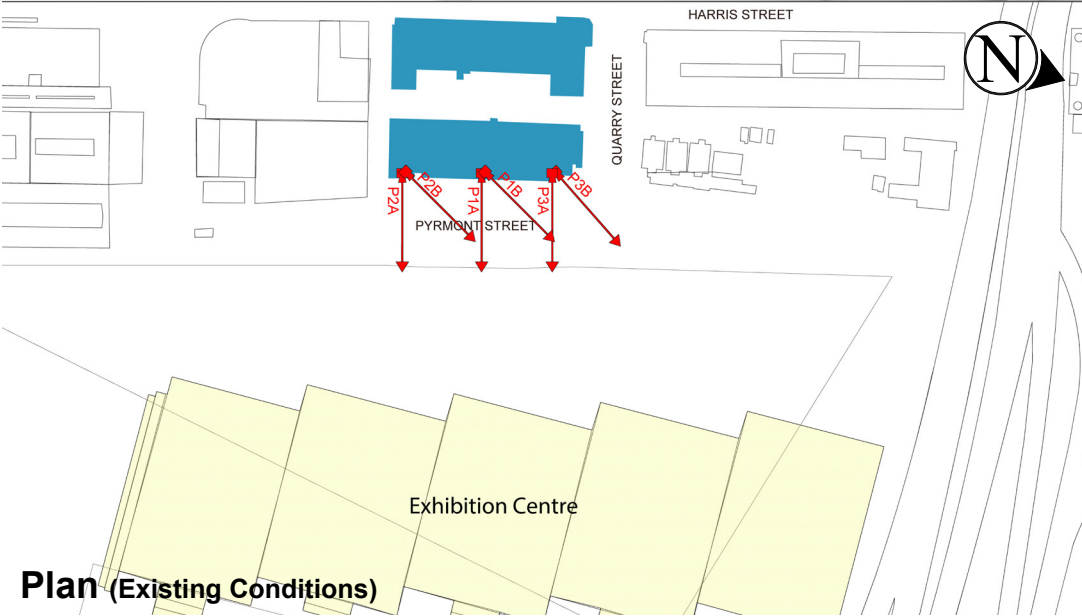 HARRIS STREET
N
QUARRY STREET
P2A
P2B
P1A
P1B
P3A
P3B
PYRMONT STREET
Exhibition Centre
Plan (Existing Conditions)